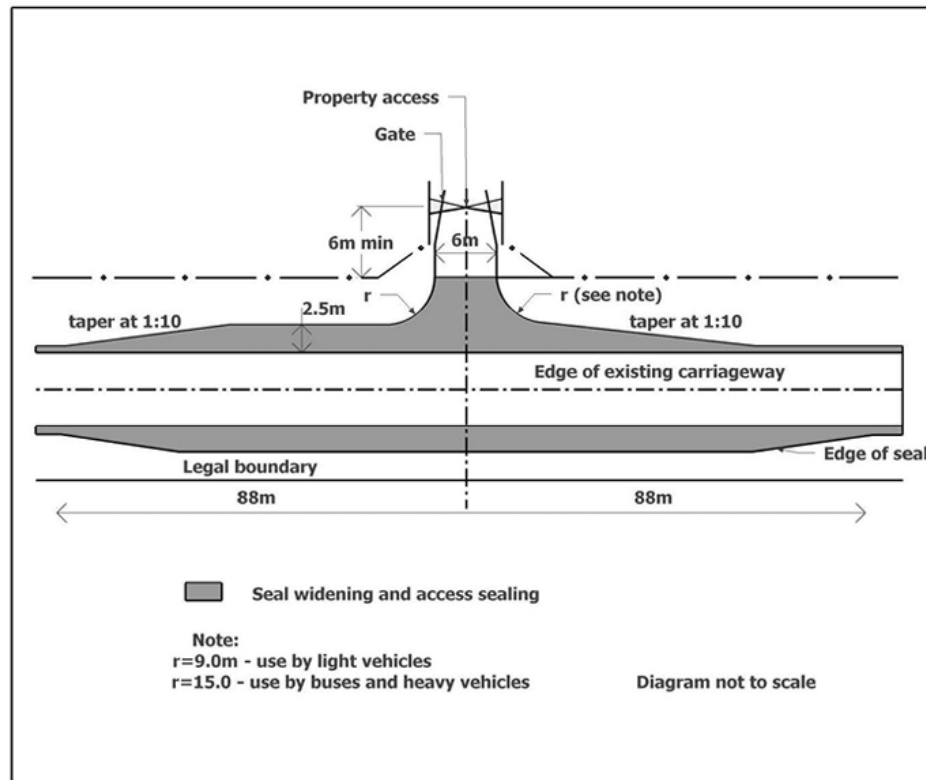 Property access
Gate
6m min
6m
r
r (see note)
2.5m
taper at 1:10
taper at 1:10
Edge of existing carriageway
Edge of seal
Legal boundary
88m
88m
Seal widening and access sealing
Note:
r=9.0m - use by light vehicles
r=15.0 - use by buses and heavy vehicles
Diagram not to scale